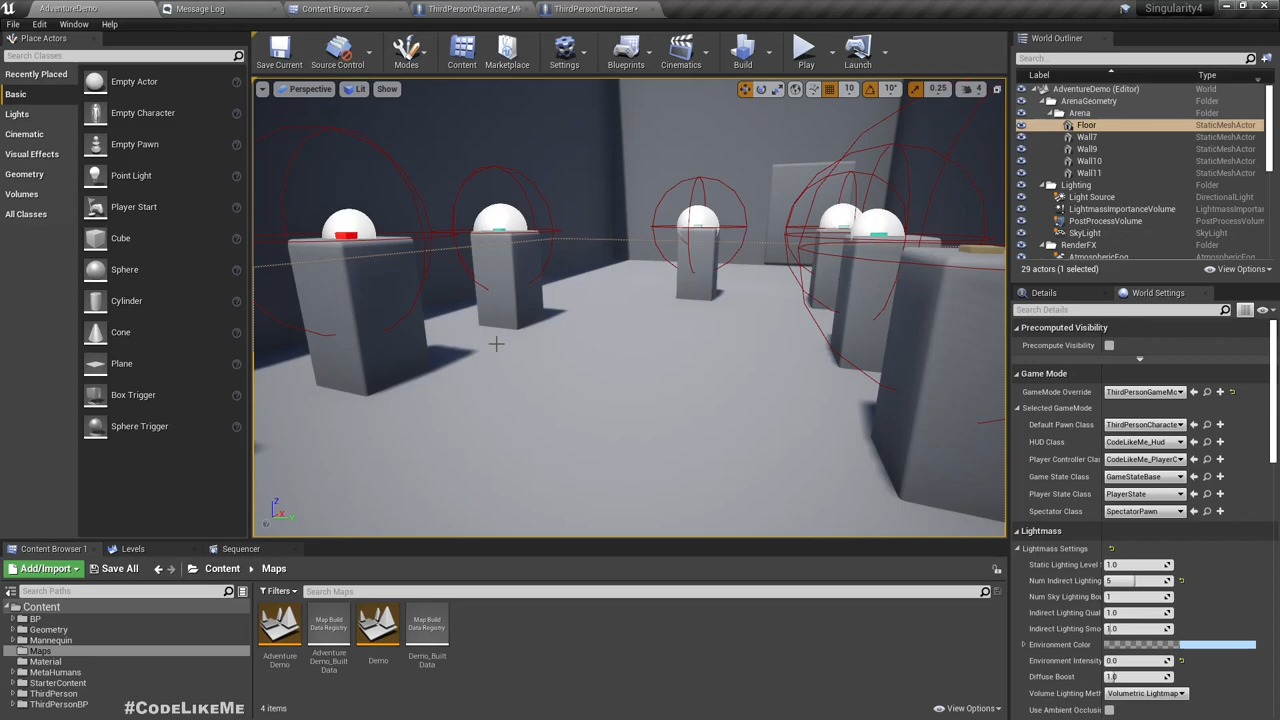 AdventureDemo
Message Log
Content Browser 2
ThirdPersonCharacter
Singularity4
File
Edit
Window
Help
Place Actors
Search Classes
Recently Placed
Basic
Lights
Cinematic
Visual Effects
Geometry
Volumes
All Classes
Empty Actor
Empty Character
Empty Pawn
Point Light
Player Start
Cube
Sphere
Cylinder
Cone
Plane
Box Trigger
Sphere Trigger
Save Current
Source Control
Modes
Content
Marketplace
Settings
Blueprints
Cinematics
Build
Play
Launch
Perspective
Lit
Show
10
10°
0.25
4
Z
X
World Outliner
Search...
Label
Type
AdventureDemo (Editor)
World
ArenaGeometry
Folder
Arena
Folder
Floor
StaticMeshActor
Wall7
StaticMeshActor
Wall9
StaticMeshActor
Wall10
StaticMeshActor
Wall11
StaticMeshActor
Lighting
Folder
Light Source
DirectionalLight
LightmassImportanceVolume
LightmassImporta
PostProcessVolume
PostProcessVolum
SkyLight
SkyLight
RenderFX
Folder
AtmosphericFog
29 actors (1 selected)
View Options
Details
World Settings
Search Details
Precomputed Visibility
Precompute Visibility
Game Mode
GameMode Override
ThirdPersonGameMo
Selected GameMode
Default Pawn Class
ThirdPersonCharacte
HUD Class
CodeLikeMe_Hud
Player Controller Clas
CodeLikeMe_PlayerC
Game State Class
GameStateBase
Player State Class
PlayerState
Spectator Class
SpectatorPawn
Lightmass
Lightmass Settings
Static Lighting Level
1.0
Num Indirect Lighting
5
Num Sky Lighting Bou
1
Indirect Lighting Qual
1.0
Indirect Lighting Smo
1.0
Environment Color
Environment Intensity
0.0
Diffuse Boost
1.0
Volume Lighting Meth
Volumetric Lightmap
Use Ambient Occlusi
Content Browser 1
Levels
Sequencer
Add/Import
Save All
Content
Maps
Search Paths
Filters
Search Maps
Content
BP
Geometry
Mannequin
Maps
Material
MetaHumans
StarterContent
ThirdPerson
ThirdPersonBP
Map Build
Data Registry
Map Build
Data Registry
Adventure
Demo
Adventure
Demo_Built
Data
Demo
Demo_Built
Data
4 items
View Options
#CodeLikeMe